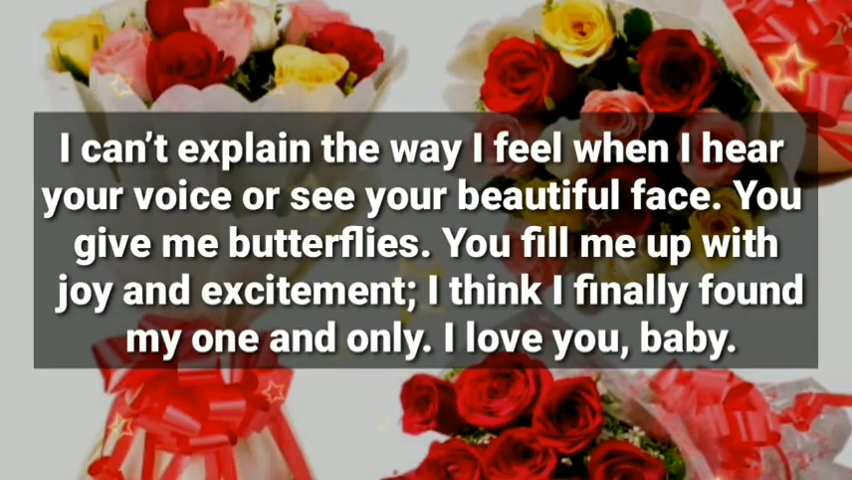 I can’t explain the way I feel when I hear
your voice or see your beautiful face. You
give me butterflies. You fill me up with
joy and excitement; I think I finally found
my one and only. I love you, baby.